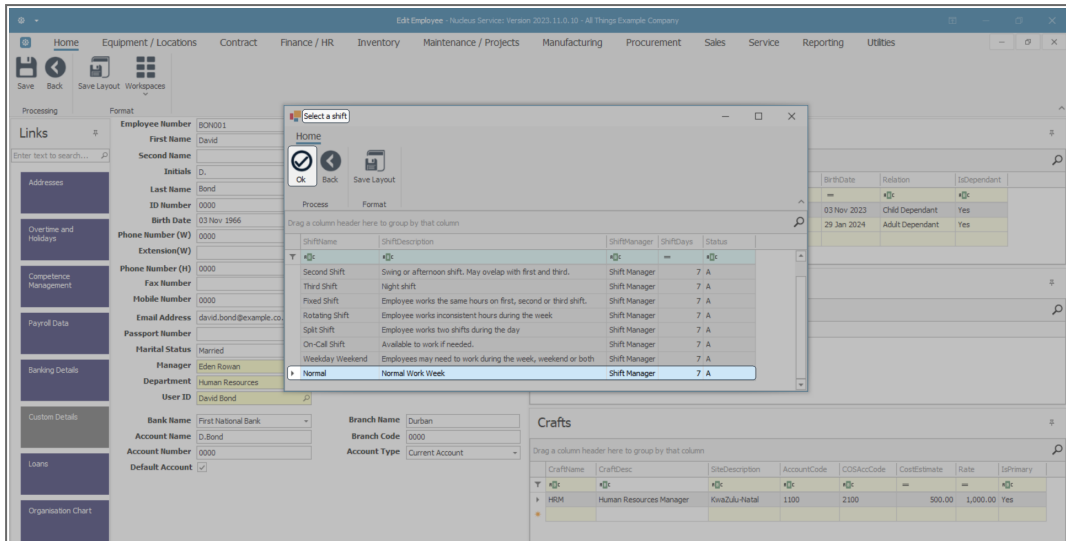 Edit Employee - Nucleus Service: Version 2023.11.0.10 - All Things Example Company
Home Equipment / Locations Contract Finance / HR Inventory Maintenance / Projects Manufacturing Procurement Sales Service Reporting Utilities
Save Back Save Layout Workspaces
Processing Format
Links
Enter text to search...
Addresses
Overtime and Holidays
Competence Management
Payroll Data
Banking Details
Custom Details
Loans
Organisation Chart
Employee Number BON001
First Name David
Second Name
Initials D.
Last Name Bond
ID Number 0000
Birth Date 03 Nov 1966
Phone Number (W) 0000
Extension(W)
Phone Number (H) 0000
Fax Number
Mobile Number 0000
Email Address david.bond@example.co.
Passport Number
Marital Status Married
Manager Eden Rowan
Department Human Resources
User ID David Bond
Bank Name First National Bank Branch Name Durban
Account Name D.Bond Branch Code 0000
Account Number 0000 Account Type Current Account
Default Account
Select a shift
Home
Ok Back Save Layout
Process Format
Drag a column header here to group by that column
ShiftName ShiftDescription ShiftManager ShiftDays Status
Second Shift Swing or afternoon shift. May ovelap with first and third. Shift Manager 7 A
Third Shift Night shift Shift Manager 7 A
Fixed Shift Employee works the same hours on first, second or third shift. Shift Manager 7 A
Rotating Shift Employee works inconsistent hours during the week Shift Manager 7 A
Split Shift Employee works two shifts during the day Shift Manager 7 A
On-Call Shift Available to work if needed. Shift Manager 7 A
Weekday Weekend Employees may need to work during the week, weekend or both Shift Manager 7 A
Normal Normal Work Week Shift Manager 7 A
BirthDate Relation IsDependant
03 Nov 2023 Child Dependant Yes
29 Jan 2024 Adult Dependant Yes
Crafts
Drag a column header here to group by that column
CraftName CraftDesc SiteDescription AccountCode COSAccCode CostEstimate Rate IsPrimary
HRM Human Resources Manager KwaZulu-Natal 1100 2100 500.00 1,000.00 Yes